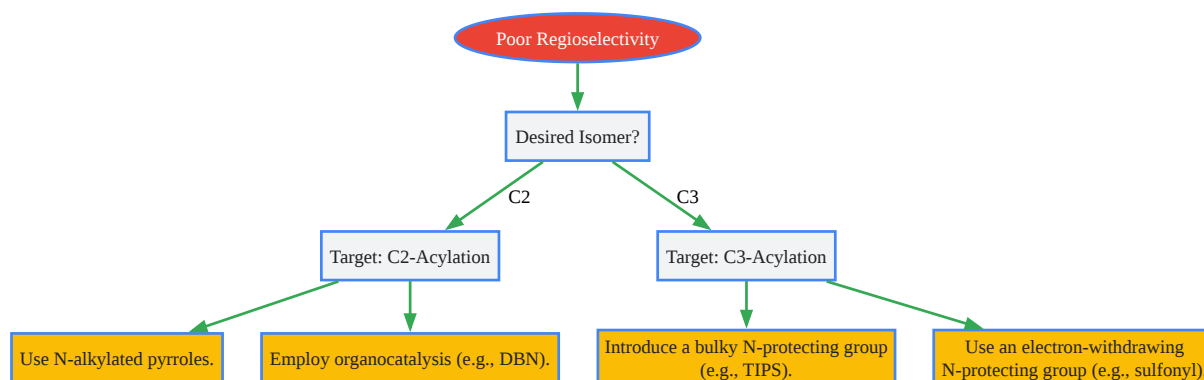 Poor Regioselectivity
Desired Isomer?
C2
C3
Target: C2-Acylation
Target: C3-Acylation
Use N-alkylated pyrroles.
Employ organocatalysis (e.g., DBN).
Introduce a bulky N-protecting group
(e.g., TIPS).
Use an electron-withdrawing
N-protecting group (e.g., sulfonyl)